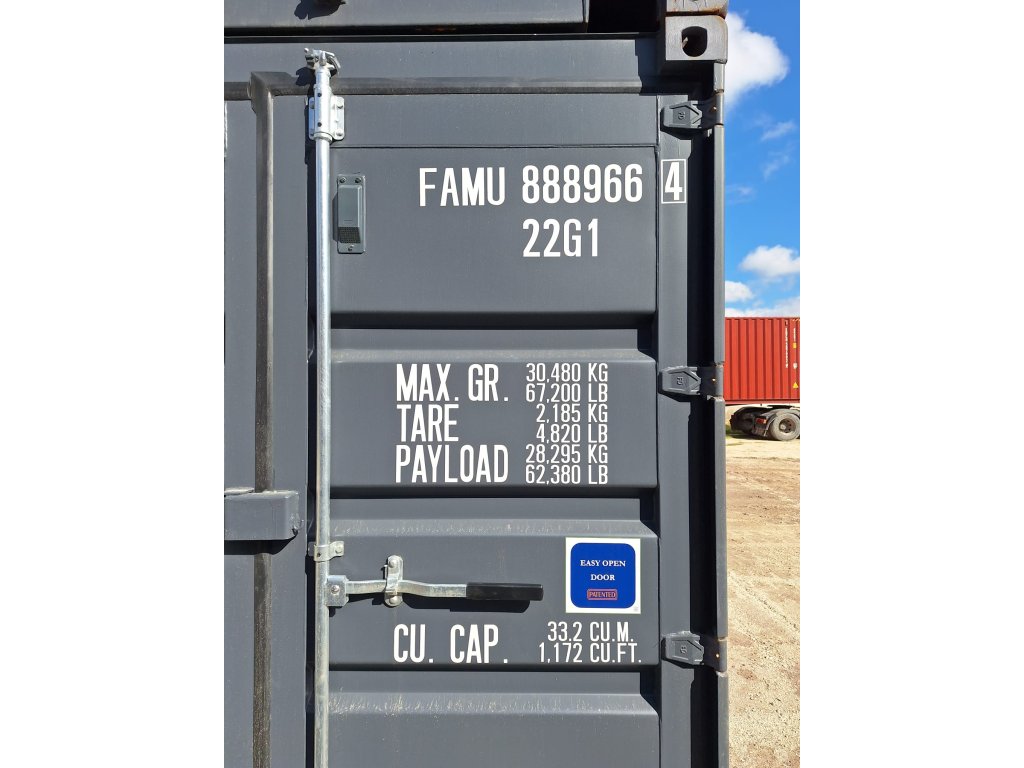 FAMU 888966 4
22G1
MAX. GR. 30,480 KG
67,200 LB
TARE 2,185 KG
4,820 LB
PAYLOAD 28,295 KG
62,380 LB
EASY OPEN
DOOR
PATENTED
CU. CAP. 33.2 CU.M.
1,172 CU.FT.